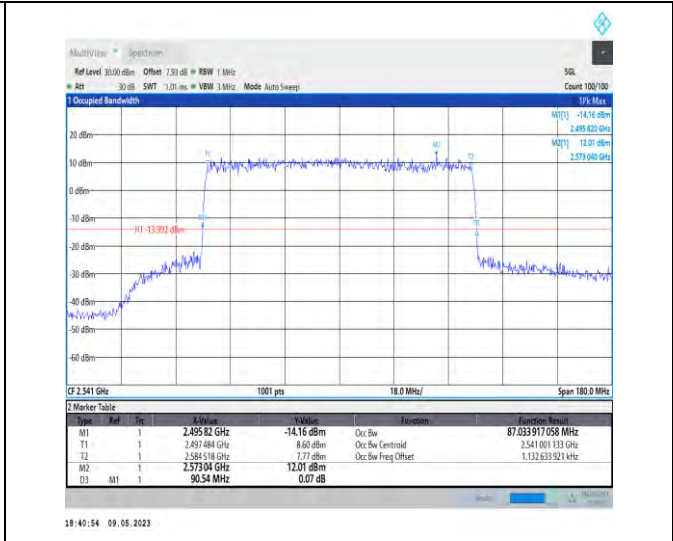 MultiView Spectrum
Ref Level 30.00 dBm Offset 7.93 dB RBW 1 MHz SGL
Att 30 dB SWT 1.01 ms VBW 3 MHz Mode Auto Sweep Count 100/100
1 Occupied Bandwidth 1Pk Max
M1[1] -14.16 dBm
2.495 820 GHz
M2[1] 12.01 dBm
2.573 040 GHz
20 dBm
10 dBm
0 dBm
-10 dBm
H1 -13.992 dBm
-20 dBm
-30 dBm
-40 dBm
-50 dBm
-60 dBm
T1
M2
T2
M1
D3
CF 2.541 GHz 1001 pts 18.0 MHz/ Span 180.0 MHz
2 Marker Table
Type Ref Trc X-Value Y-Value Function Function Result
M1 1 2.495 82 GHz -14.16 dBm Occ Bw 87.033 917 058 MHz
T1 1 2.497 484 GHz 8.60 dBm Occ Bw Centroid 2.541 001 133 GHz
T2 1 2.584 518 GHz 7.77 dBm Occ Bw Freq Offset 1.132 633 921 kHz
M2 1 2.573 04 GHz 12.01 dBm
D3 M1 1 90.54 MHz 0.07 dB
18:40:54 09.05.2023